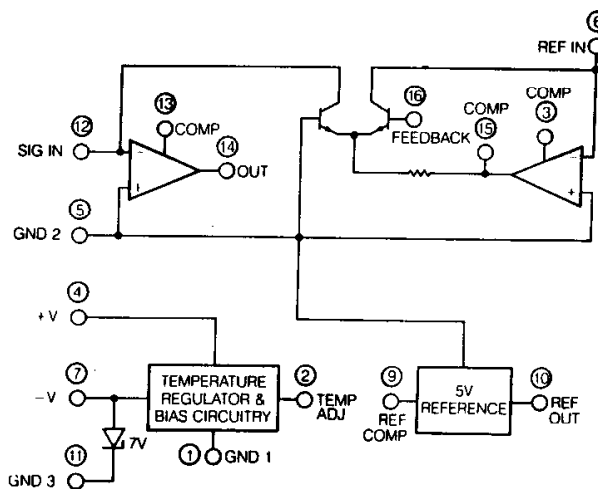 ⑥
REF IN
⑬
COMP
⑫
SIG IN
⑭
OUT
⑯
FEEDBACK
COMP
⑮
COMP
③
−
+
−
+
⑤
GND 2
④
+V
⑦
−V
TEMPERATURE
REGULATOR &
BIAS CIRCUITRY
②
TEMP
ADJ
7V
⑪
GND 3
①
GND 1
⑨
REF
COMP
5V
REFERENCE
⑩
REF
OUT